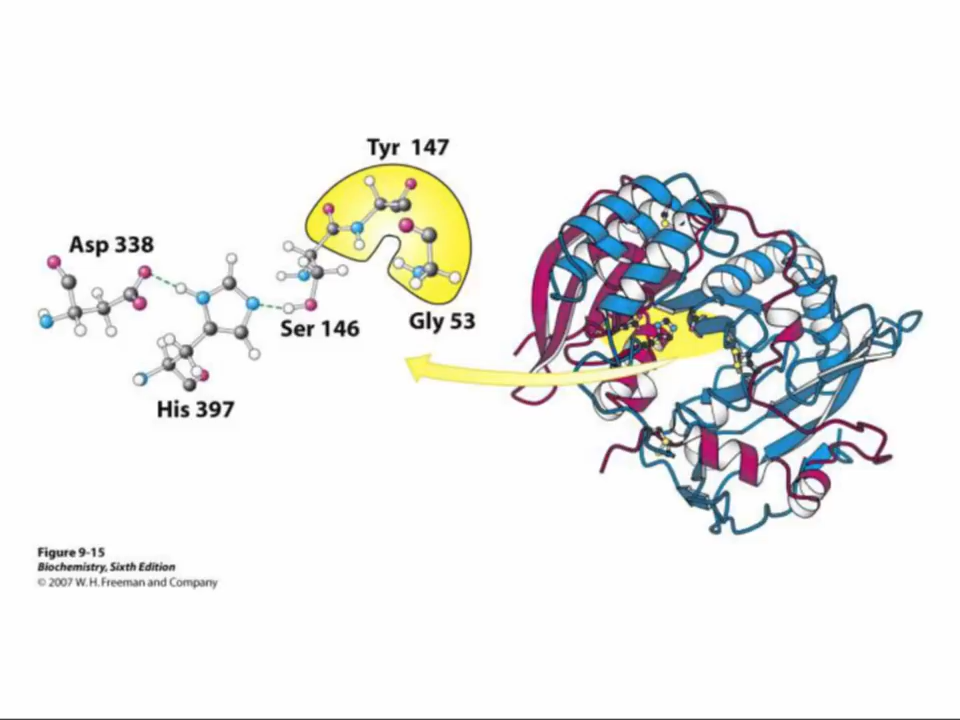 Tyr 147
Asp 338
Ser 146
Gly 53
His 397
Figure 9-15
Biochemistry, Sixth Edition
© 2007 W. H. Freeman and Company